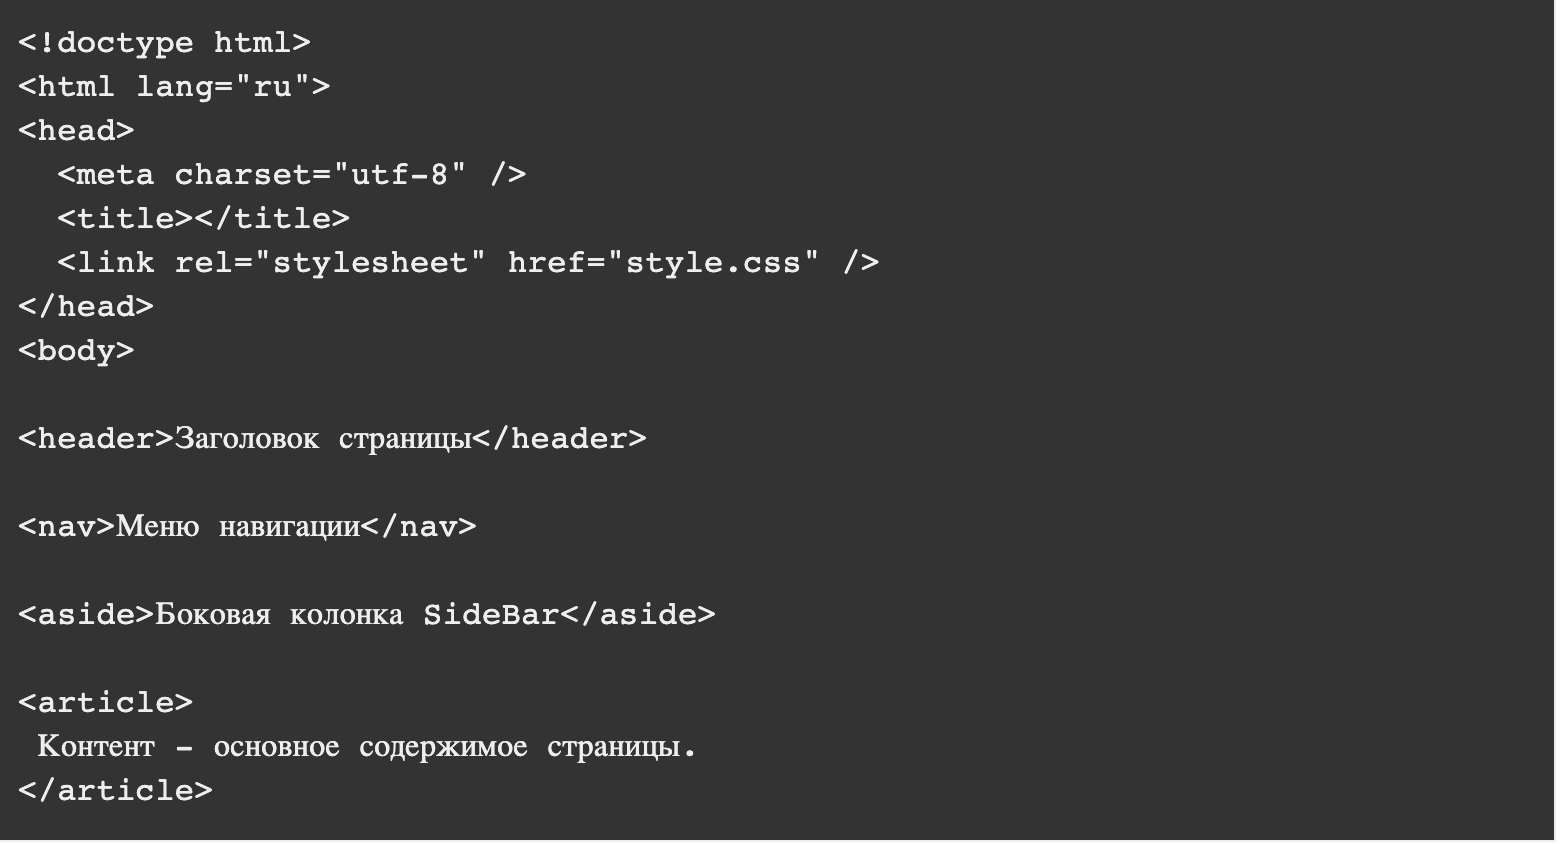 <!doctype html>
<html lang="ru">
<head>
  <meta charset="utf-8" />
  <title></title>
  <link rel="stylesheet" href="style.css" />
</head>
<body>

<header>Заголовок страницы</header>

<nav>Меню навигации</nav>

<aside>Боковая колонка SideBar</aside>

<article>
 Контент - основное содержимое страницы.
</article>